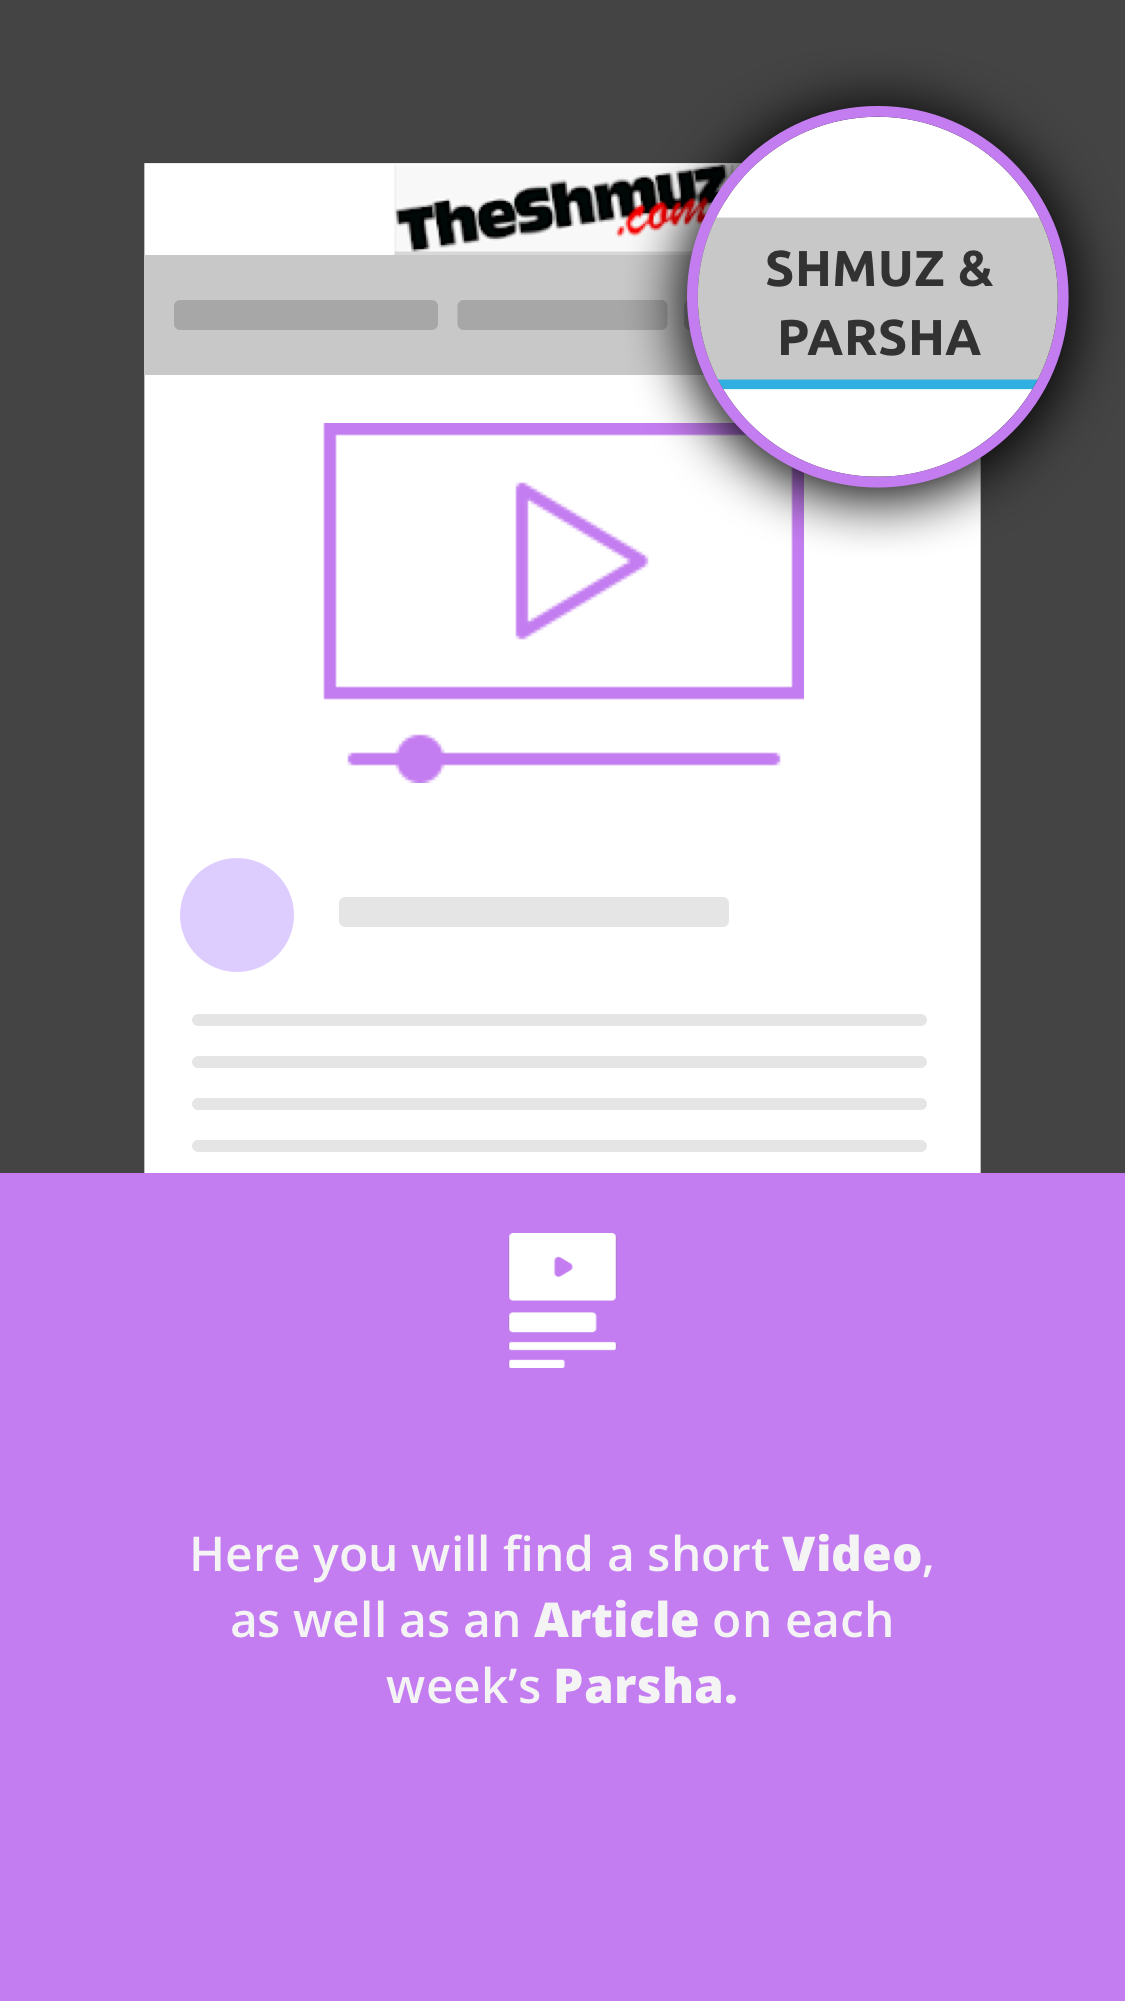 TheShmuz
.com
SHMUZ &
PARSHA
Here you will find a short Video,
as well as an Article on each
week’s Parsha.